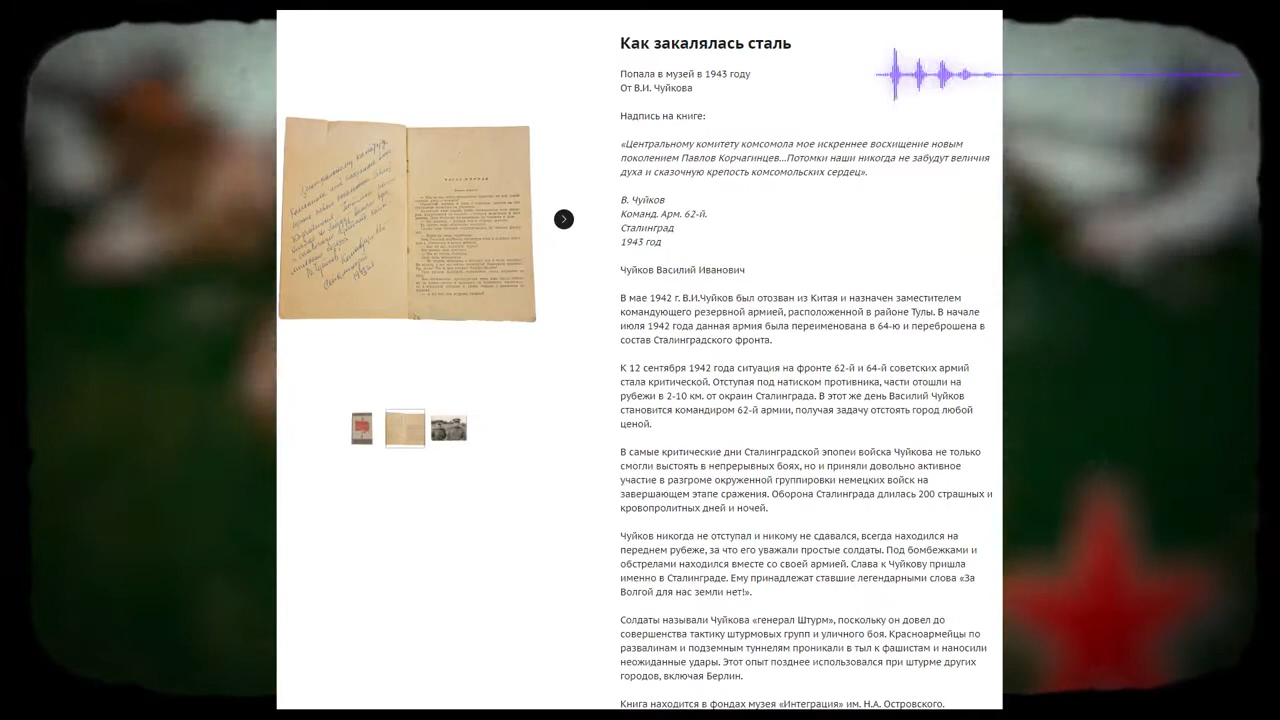 Как закалялась сталь
Попала в музей в 1943 году
От В.И. Чуйкова
Надпись на книге:
«Центральному комитету комсомола мое искреннее восхищение новым
поколением Павлов Корчагинцев...Потомки наши никогда не забудут величия
духа и сказочную крепость комсомольских сердец».
В. Чуйков
Команд. Арм. 62-й.
Сталинград
1943 год
Чуйков Василий Иванович
В мае 1942 г. В.И.Чуйков был отозван из Китая и назначен заместителем
командующего резервной армией, расположенной в районе Тулы. В начале
июля 1942 года данная армия была переименована в 64-ю и переброшена в
состав Сталинградского фронта.
К 12 сентября 1942 года ситуация на фронте 62-й и 64-й советских армий
стала критической. Отступая под натиском противника, части отошли на
рубежи в 2-10 км. от окраин Сталинграда. В этот же день Василий Чуйков
становится командиром 62-й армии, получая задачу отстоять город любой
ценой.
В самые критические дни Сталинградской эпопеи войска Чуйкова не только
смогли выстоять в непрерывных боях, но и приняли довольно активное
участие в разгроме окруженной группировки немецких войск на
завершающем этапе сражения. Оборона Сталинграда длилась 200 страшных и
кровопролитных дней и ночей.
Чуйков никогда не отступал и никому не сдавался, всегда находился на
переднем рубеже, за что его уважали простые солдаты. Под бомбежками и
обстрелами находился вместе со своей армией. Слава к Чуйкову пришла
именно в Сталинграде. Ему принадлежат ставшие легендарными слова «За
Волгой для нас земли нет!».
Солдаты называли Чуйкова «генерал Штурм», поскольку он довел до
совершенства тактику штурмовых групп и уличного боя. Красноармейцы по
развалинам и подземным туннелям проникали в тыл к фашистам и наносили
неожиданные удары. Этот опыт позднее использовался при штурме других
городов, включая Берлин.
Книга находится в фондах музея «Интеграция» им. Н.А. Островского.